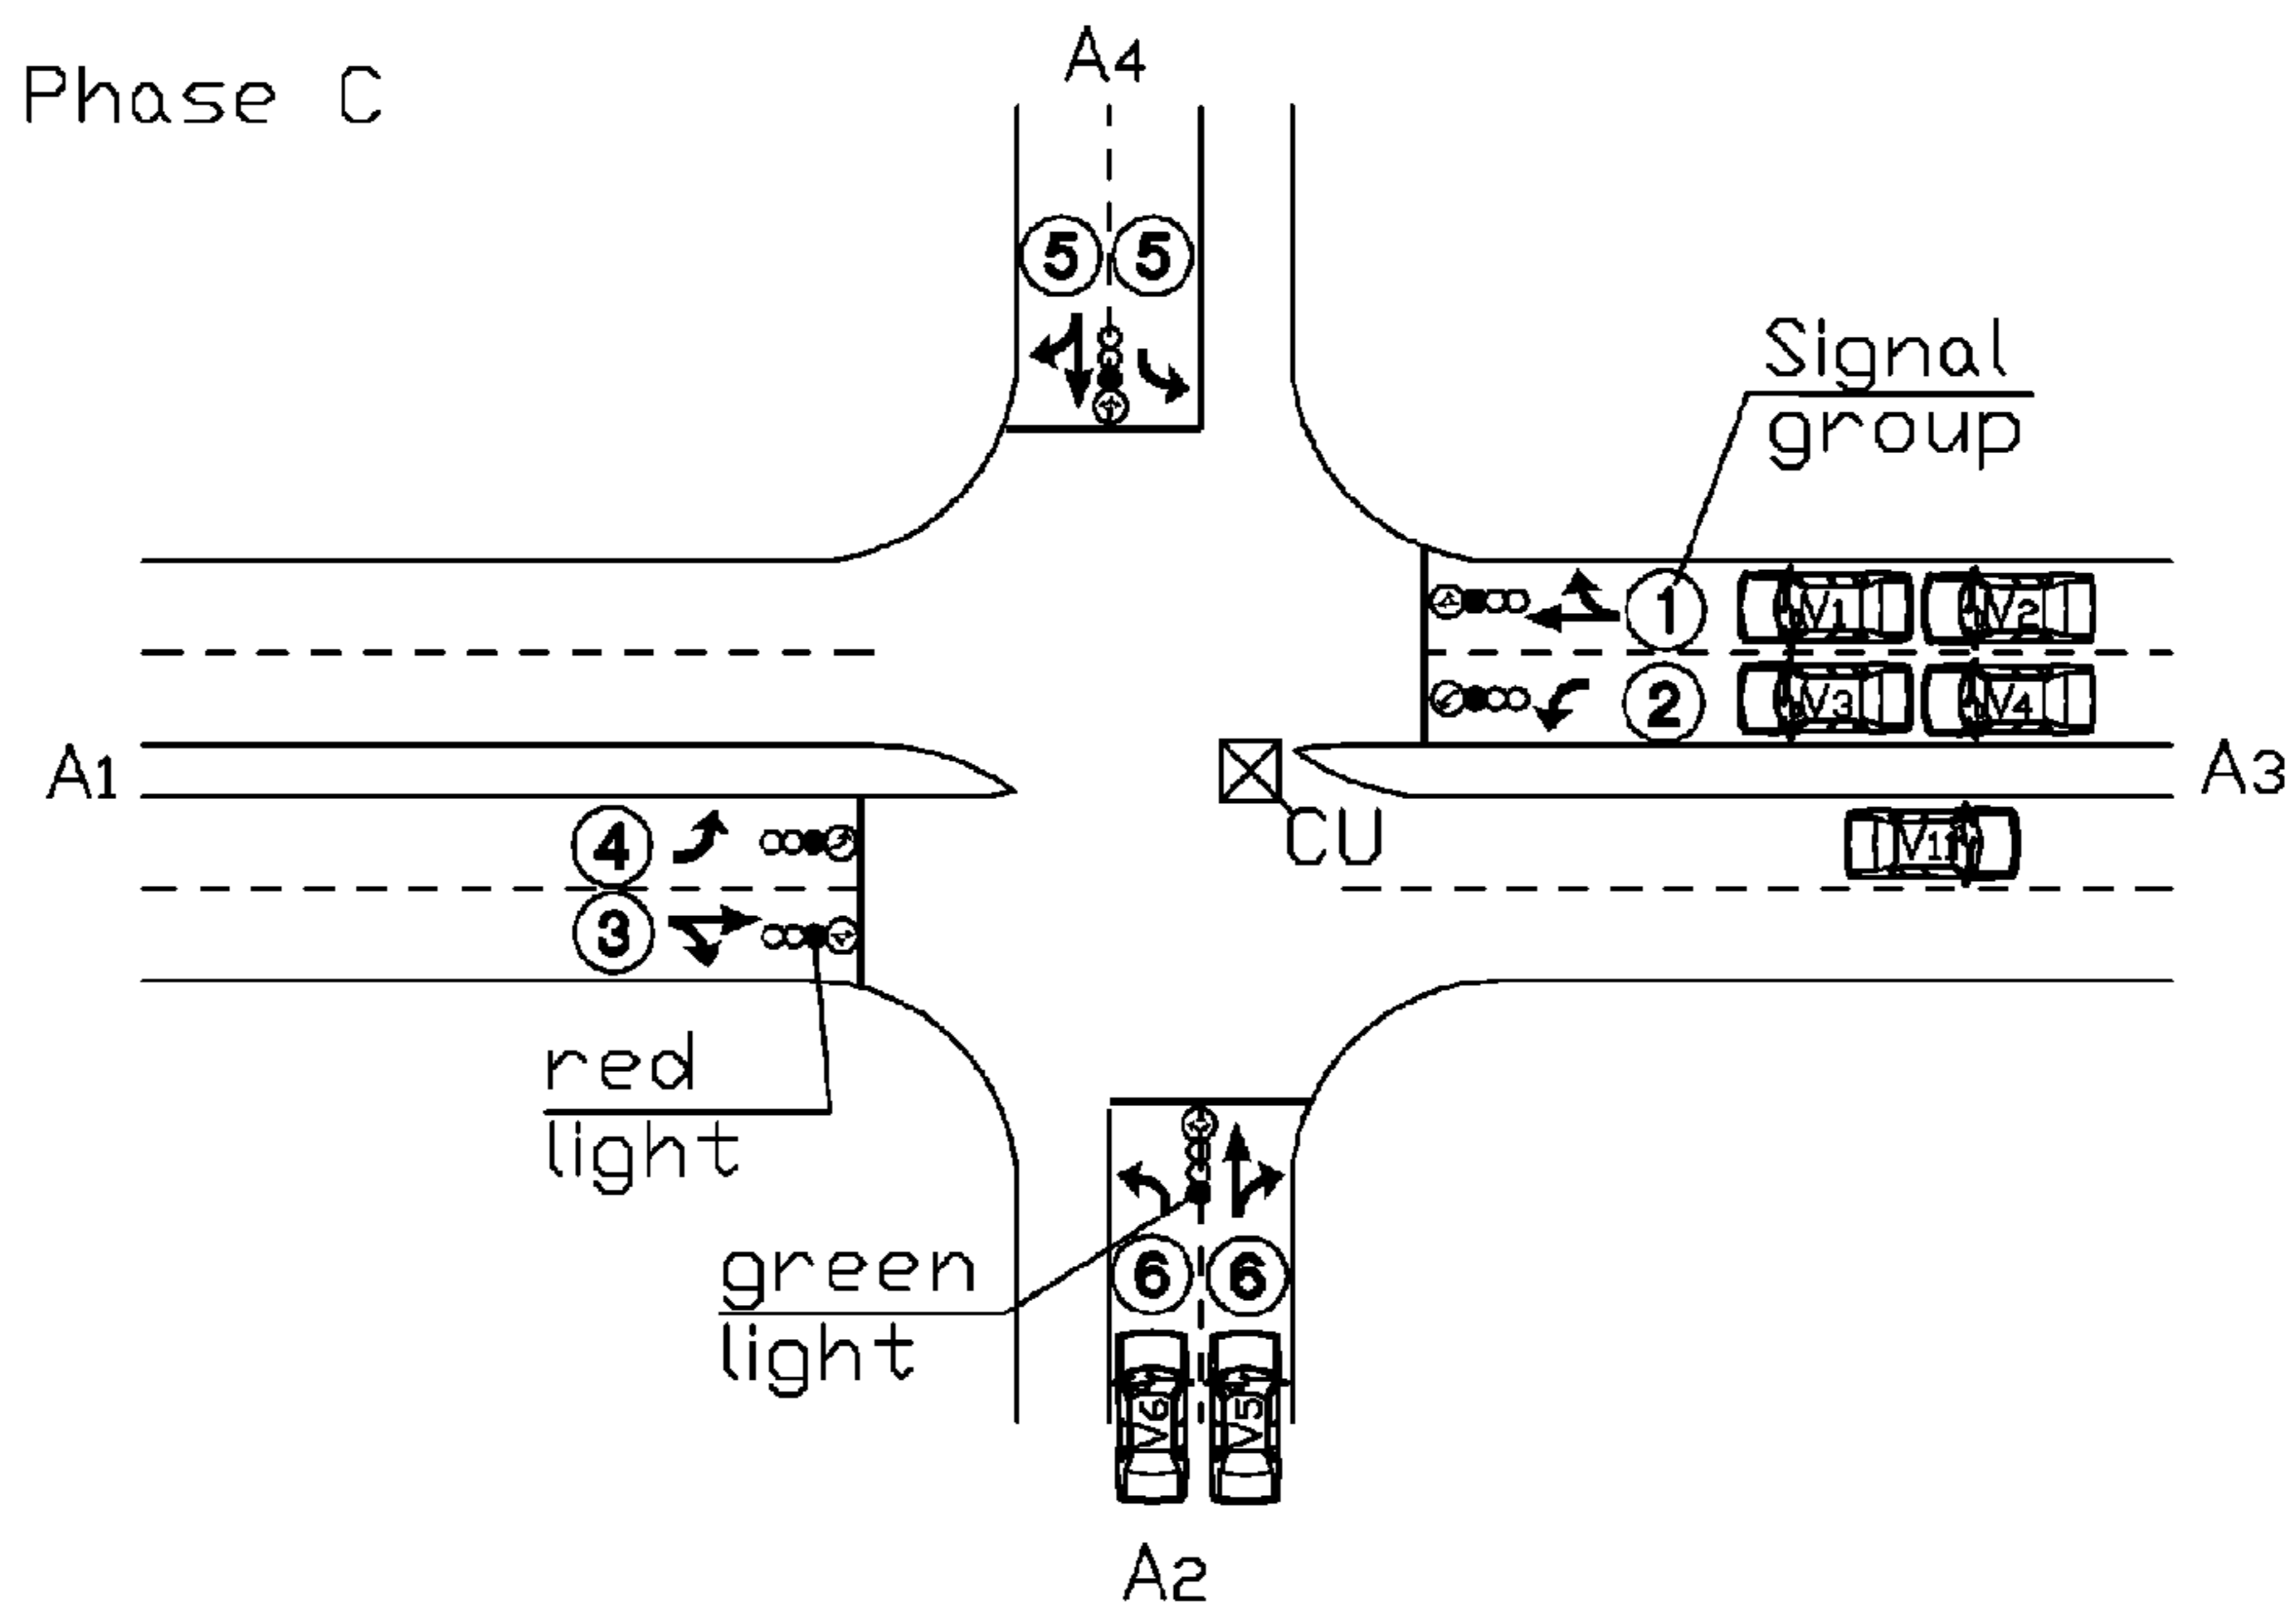 A4
Phase C
5 5
Signal
group
1 V1 V2
2 V3 V4
A1
A3
CU
4
V11
3
red
light
green
light
6 6
V6 V5
A2